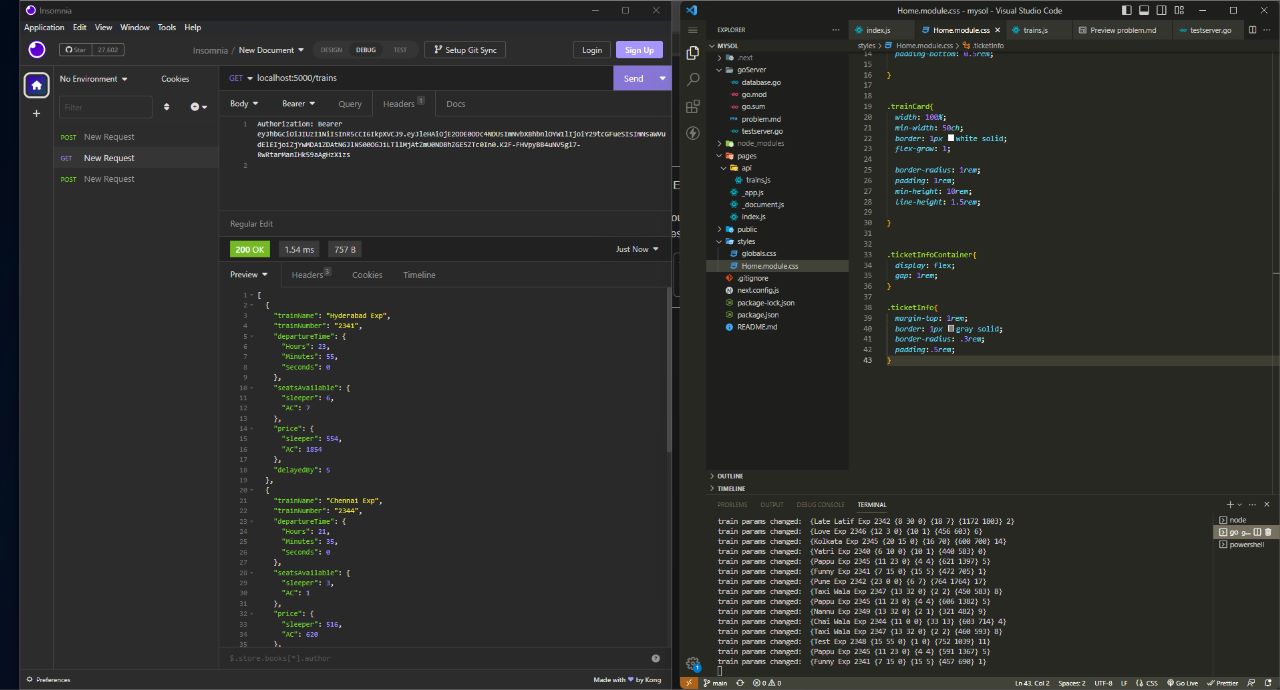 Insomnia
Application Edit View Window Tools Help
Star 27,602
Insomnia / New Document
DESIGN DEBUG TEST
Setup Git Sync
Login
Sign Up
No Environment
Cookies
Filter
POST New Request
GET New Request
POST New Request
GET localhost:5000/trains
Send
Body Bearer Query Headers 1 Docs
1 Authorization: Bearer
2
Regular Edit
200 OK 1.54 ms 757 B
Just Now
Preview Headers 3 Cookies Timeline
1 [
2 {
3 "trainName": "Hyderabad Exp",
4 "trainNumber": "2341",
5 "departureTime": {
6 "Hours": 23,
7 "Minutes": 55,
8 "Seconds": 0
9 },
10 "seatsAvailable": {
11 "sleeper": 6,
12 "AC": 7
13 },
14 "price": {
15 "sleeper": 554,
16 "AC": 1854
17 },
18 "delayedBy": 5
19 },
20 {
21 "trainName": "Chennai Exp",
22 "trainNumber": "2344",
23 "departureTime": {
24 "Hours": 21,
25 "Minutes": 35,
26 "Seconds": 0
27 },
28 "seatsAvailable": {
29 "sleeper": 3,
30 "AC": 1
31 },
32 "price": {
33 "sleeper": 516,
34 "AC": 620
35 },
$.store.books[*].author
Preferences
Made with ♥ by Kong
Home.module.css - mysol - Visual Studio Code
EXPLORER
MYSOL
.next
goServer
database.go
go.mod
go.sum
problem.md
testserver.go
node_modules
pages
api
trains.js
_app.js
_document.js
index.js
public
styles
globals.css
Home.module.css
.gitignore
next.config.js
package-lock.json
package.json
README.md
OUTLINE
TIMELINE
index.js
Home.module.css
trains.js
Preview problem.md
testserver.go
styles > Home.module.css > .ticketInfo
14 padding-bottom: 0.5rem;
15
16 }
17
18
19 .trainCard{
20 width: 100%;
21 min-width: 50ch;
22 border: 1px white solid;
23 flex-grow: 1;
24
25 border-radius: 1rem;
26 padding: 1rem;
27 min-height: 10rem;
28 line-height: 1.5rem;
29
30 }
31
32
33 .ticketInfoContainer{
34 display: flex;
35 gap: 1rem;
36 }
37
38 .ticketInfo{
39 margin-top: 1rem;
40 border: 1px gray solid;
41 border-radius: .3rem;
42 padding:.5rem;
43 }
PROBLEMS OUTPUT DEBUG CONSOLE TERMINAL
train params changed: {Late Latif Exp 2342 {8 30 0} {18 7} {1172 1803} 2}
train params changed: {Love Exp 2346 {12 3 0} {10 1} {456 603} 6}
train params changed: {Kolkata Exp 2345 {20 15 0} {16 70} {600 700} 14}
train params changed: {Yatri Exp 2340 {6 10 0} {10 1} {440 583} 0}
train params changed: {Pappu Exp 2345 {11 23 0} {4 4} {621 1397} 5}
train params changed: {Funny Exp 2341 {7 15 0} {15 5} {472 705} 1}
train params changed: {Pune Exp 2342 {23 0 0} {6 7} {764 1764} 17}
train params changed: {Taxi Wala Exp 2347 {13 32 0} {2 2} {450 583} 8}
train params changed: {Pappu Exp 2345 {11 23 0} {4 4} {606 1382} 5}
train params changed: {Nannu Exp 2349 {13 32 0} {2 1} {321 482} 9}
train params changed: {Chai Wala Exp 2344 {11 0 0} {33 13} {603 714} 4}
train params changed: {Taxi Wala Exp 2347 {13 32 0} {2 2} {460 593} 8}
train params changed: {Test Exp 2348 {15 55 0} {1 0} {752 1039} 11}
train params changed: {Pappu Exp 2345 {11 23 0} {4 4} {591 1367} 5}
train params changed: {Funny Exp 2341 {7 15 0} {15 5} {457 690} 1}
node
go g...
powershell
main 0 0
Ln 43, Col 2 Spaces: 2 UTF-8 LF CSS Go Live Prettier